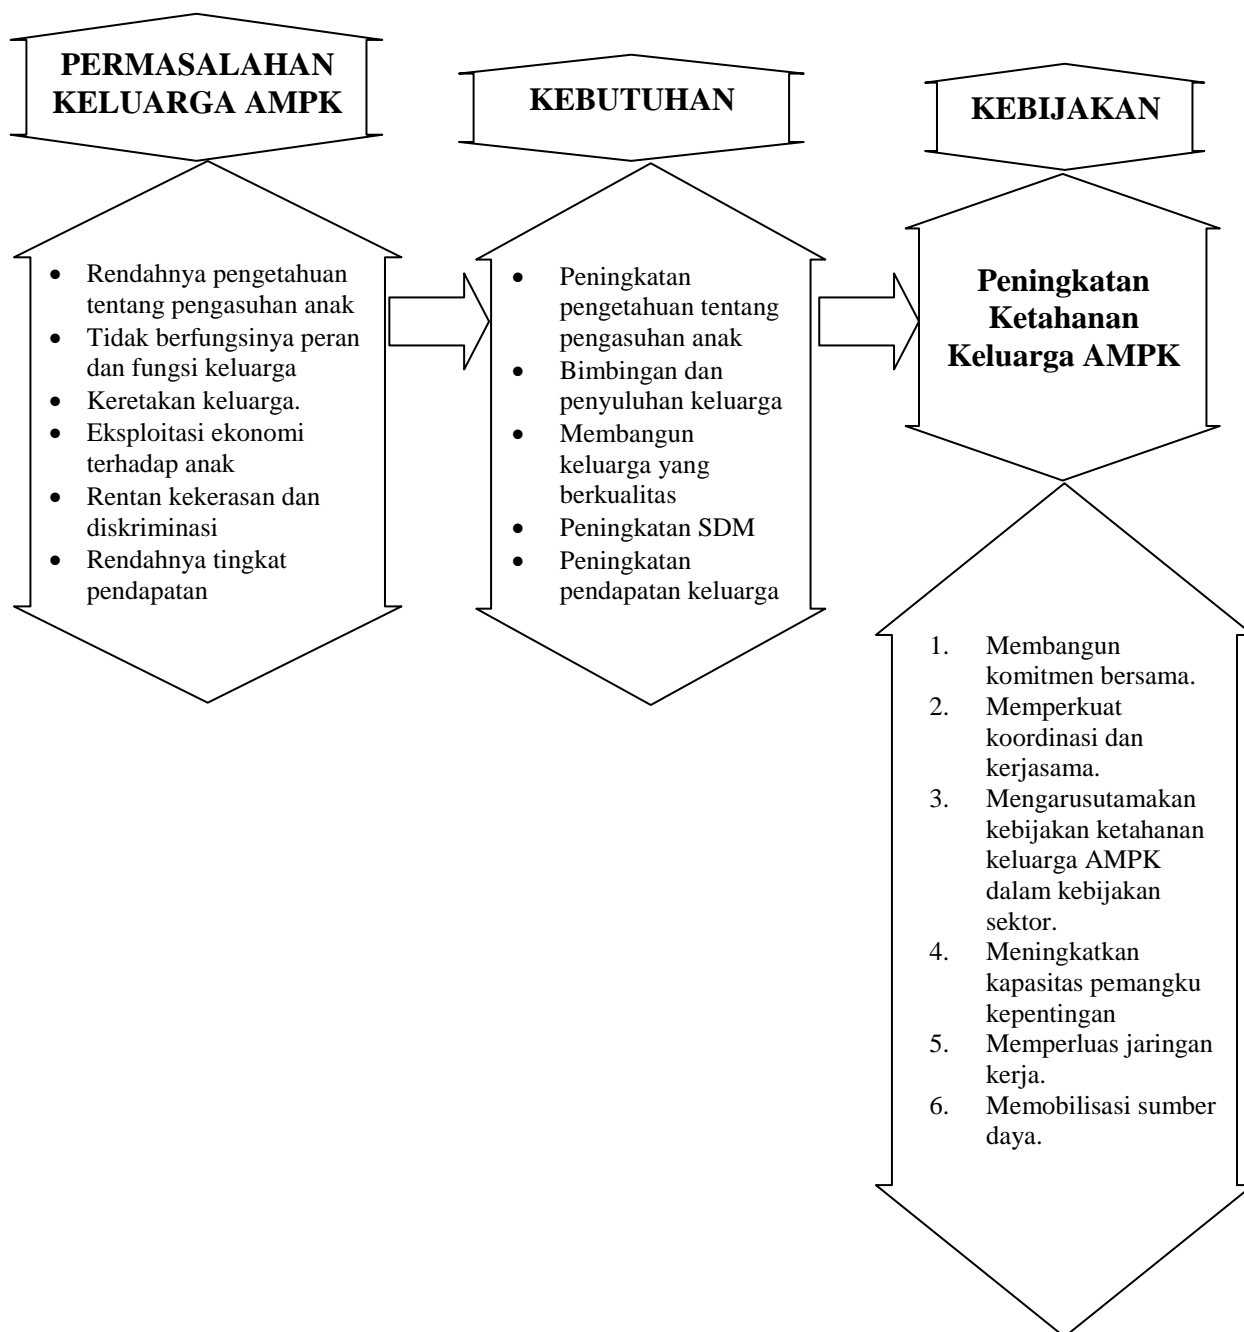 PERMASALAHAN
KELUARGA AMPK
KEBUTUHAN
KEBIJAKAN
• Rendahnya pengetahuan
tentang pengasuhan anak
• Tidak berfungsinya peran
dan fungsi keluarga
• Keretakan keluarga.
• Eksploitasi ekonomi
terhadap anak
• Rentan kekerasan dan
diskriminasi
• Rendahnya tingkat
pendapatan
• Peningkatan
pengetahuan tentang
pengasuhan anak
• Bimbingan dan
penyuluhan keluarga
• Membangun
keluarga yang
berkualitas
• Peningkatan SDM
• Peningkatan
pendapatan keluarga
Peningkatan
Ketahanan
Keluarga AMPK
1. Membangun
komitmen bersama.
2. Memperkuat
koordinasi dan
kerjasama.
3. Mengarusutamakan
kebijakan ketahanan
keluarga AMPK
dalam kebijakan
sektor.
4. Meningkatkan
kapasitas pemangku
kepentingan
5. Memperluas jaringan
kerja.
6. Memobilisasi sumber
daya.